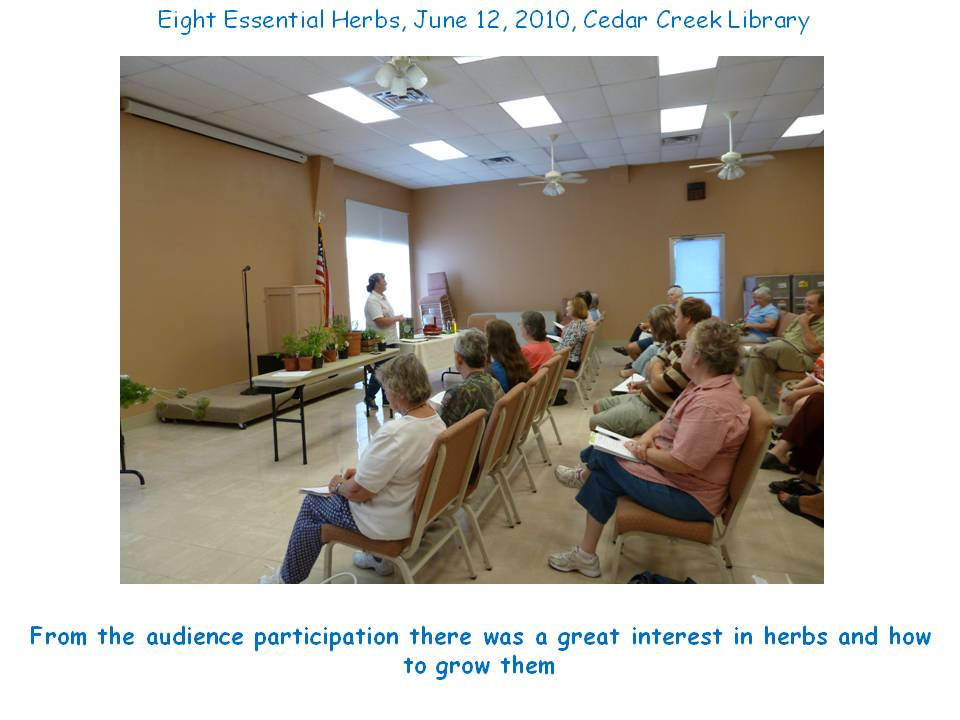 Eight Essential Herbs, June 12, 2010, Cedar Creek Library
From the audience participation there was a great interest in herbs and how
to grow them